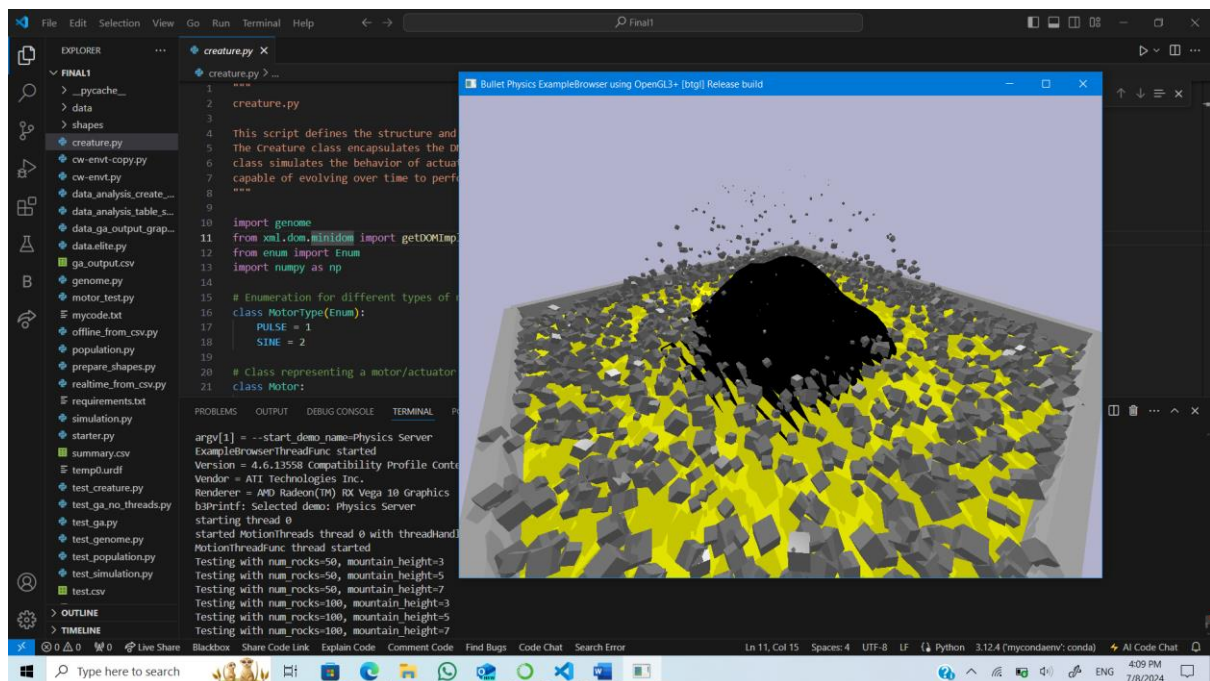 File Edit Selection View Go Run Terminal Help
Final1
EXPLORER
FINAL1
__pycache__
data
shapes
creature.py
cw-envt-copy.py
cw-envt.py
data_analysis_create_...
data_analysis_table_s...
data_ga_output_grap...
data.elite.py
ga_output.csv
genome.py
motor_test.py
mycode.txt
offline_from_csv.py
population.py
prepare_shapes.py
realtime_from_csv.py
requirements.txt
simulation.py
starter.py
summary.csv
temp0.urdf
test_creature.py
test_ga_no_threads.py
test_ga.py
test_genome.py
test_population.py
test_simulation.py
test.csv
OUTLINE
TIMELINE
creature.py
creature.py > ...
1 """
2 creature.py
3
4 This script defines the structure and
5 The Creature class encapsulates the
6 class simulates the behavior of
7 capable of evolving over time to
8 """
9
10 import genome
11 from xml.dom.minidom import getDOMImpl
12 from enum import Enum
13 import numpy as np
14
15 # Enumeration for different types of
16 class MotorType(Enum):
17 PULSE = 1
18 SINE = 2
19
20 # Class representing a motor/actuator
21 class Motor:
Bullet Physics ExampleBrowser using OpenGL3+ [btgl] Release build
PROBLEMS OUTPUT DEBUG CONSOLE TERMINAL
argv[1] = --start_demo_name=Physics Server
ExampleBrowserThreadFunc started
Version = 4.6.13558 Compatibility Profile Conte
Vendor = ATI Technologies Inc.
Renderer = AMD Radeon(TM) RX Vega 10 Graphics
b3Printf: Selected demo: Physics Server
starting thread 0
started MotionThreads thread 0 with threadHandl
MotionThreadFunc thread started
Testing with num_rocks=50, mountain_height=3
Testing with num_rocks=50, mountain_height=5
Testing with num_rocks=50, mountain_height=7
Testing with num_rocks=100, mountain_height=3
Testing with num_rocks=100, mountain_height=5
Testing with num_rocks=100, mountain_height=7
0 0 0 Live Share Blackbox Share Code Link Explain Code Comment Code Find Bugs Code Chat Search Error Ln 11, Col 15 Spaces: 4 UTF-8 LF Python 3.12.4 ('mycondaenv': conda) AI Code Chat
Type here to search
ENG
4:09 PM
7/8/2024